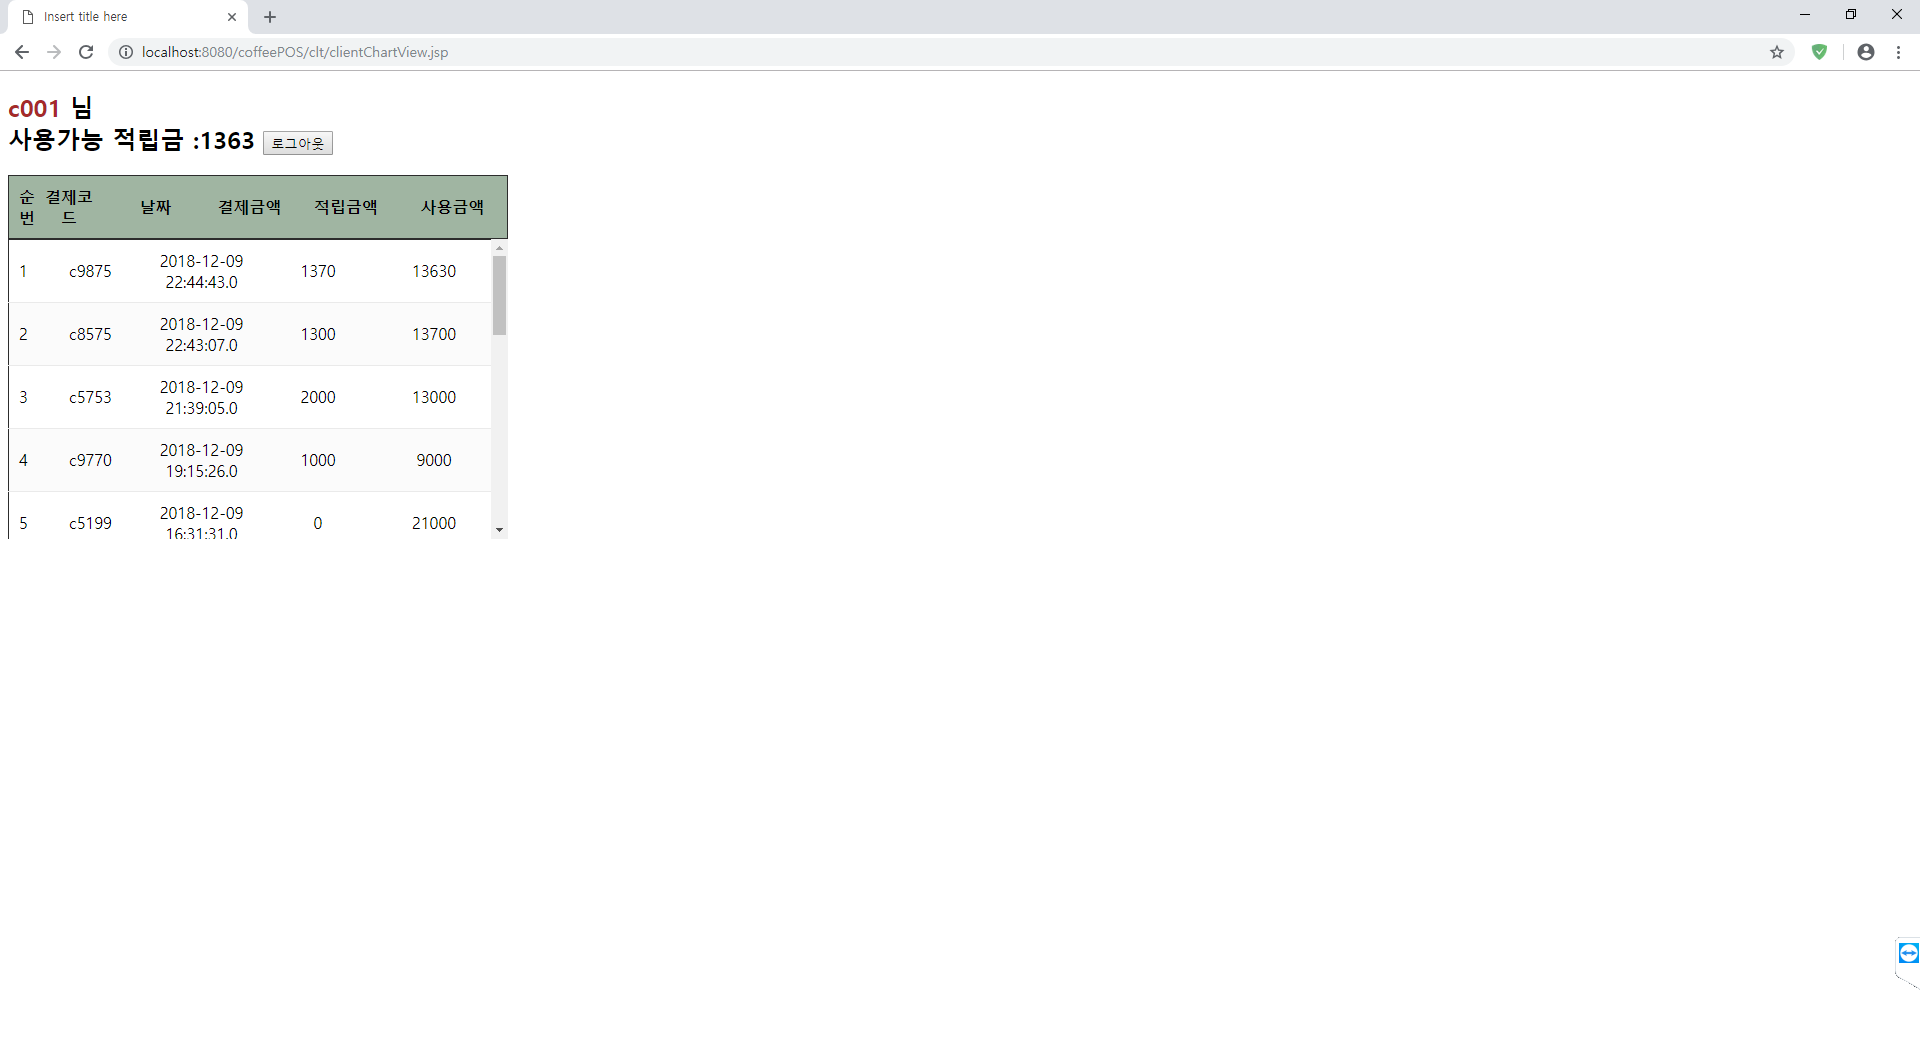 Insert title here
localhost:8080/coffeePOS/clt/clientChartView.jsp
c001 님
사용가능 적립금 :1363 로그아웃
순번 결제코드 날짜 결제금액 적립금액 사용금액
1 c9875 2018-12-09 22:44:43.0 1370 13630
2 c8575 2018-12-09 22:43:07.0 1300 13700
3 c5753 2018-12-09 21:39:05.0 2000 13000
4 c9770 2018-12-09 19:15:26.0 1000 9000
5 c5199 2018-12-09 16:31:31.0 0 21000